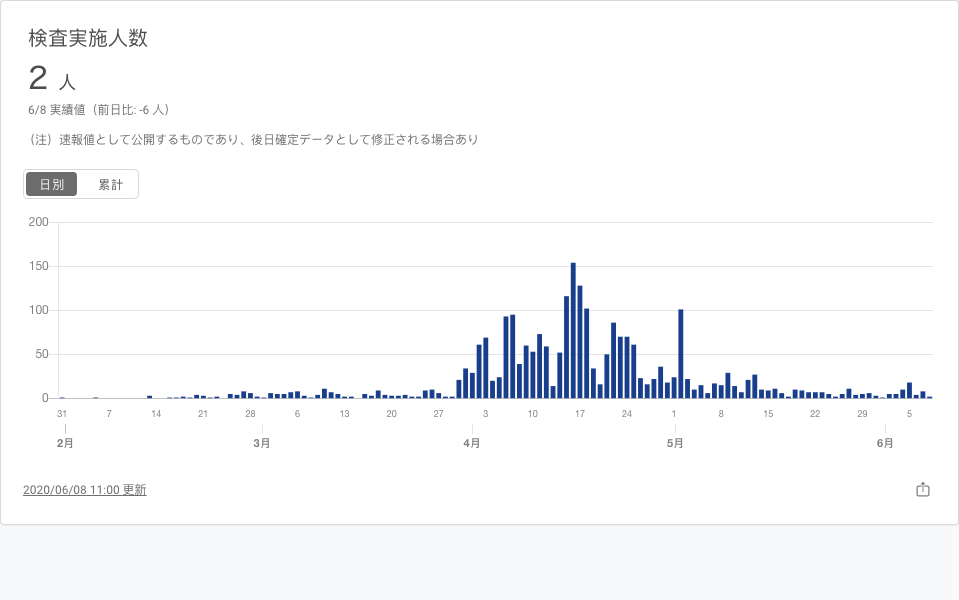 検査実施人数
2 人
6/8 実績値（前日比: -6 人）
（注）速報値として公開するものであり、後日確定データとして修正される場合あり
日別 累計
200
150
100
50
0
31 7 14 21 28 6 13 20 27 3 10 17 24 1 8 15 22 29 5
2月 3月 4月 5月 6月
2020/06/08 11:00 更新